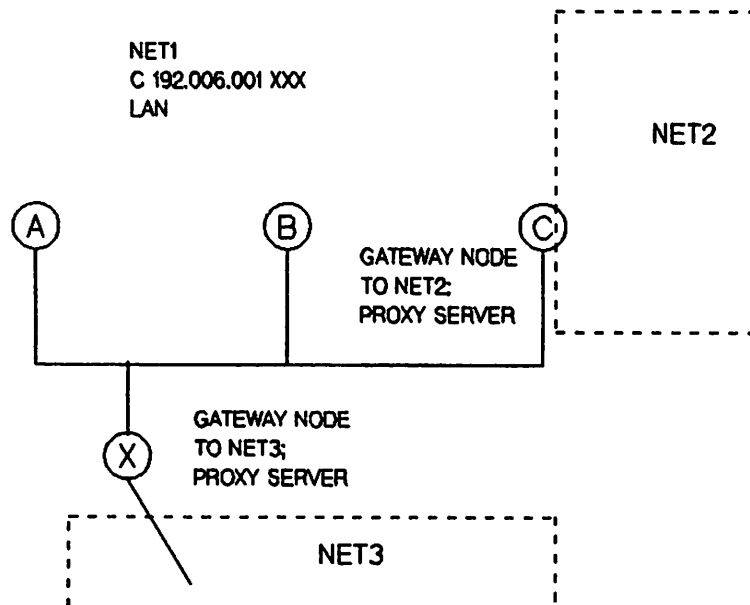 NET1
C 192.006.001 XXX
LAN
NET2
A
B
C
GATEWAY NODE
TO NET2;
PROXY SERVER
GATEWAY NODE
TO NET3;
PROXY SERVER
X
NET3